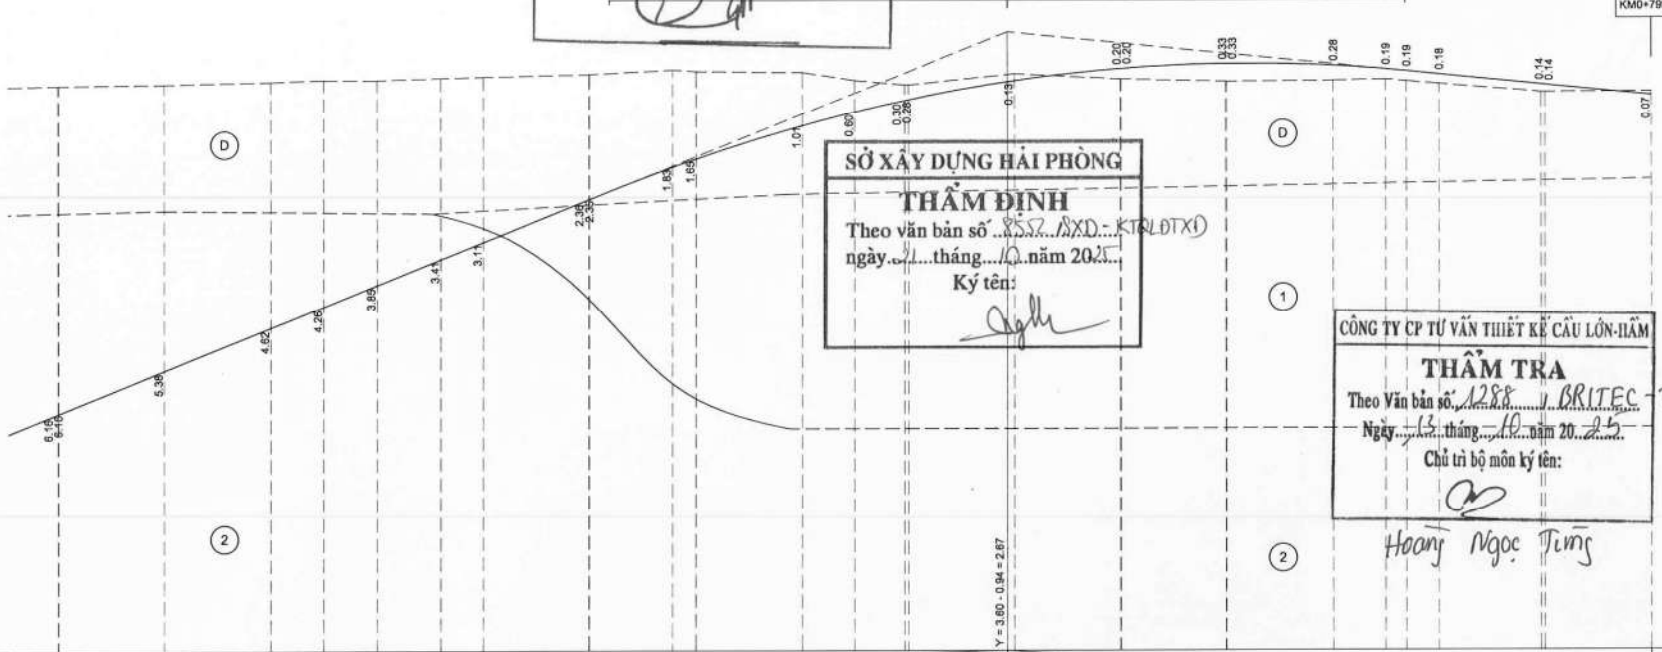 KM0+79
0.20
0.20
0.33
0.33
0.28
0.19
0.19
0.18
0.14
0.14
0.07
0.13
0.28
0.30
0.60
1.01
1.65
1.83
2.36
2.36
3.11
3.41
3.85
4.26
4.62
5.38
6.16
6.16
D
D
1
2
2
Y = 3.60 - 0.94 = 2.67
SỞ XÂY DỰNG HẢI PHÒNG
THẨM ĐỊNH
Theo văn bản số 8552 /SXD-KTQLĐTXD
ngày 21 tháng 10 năm 2025
Ký tên:
CÔNG TY CP TƯ VẤN THIẾT KẾ CẦU LỚN-HẦM
THẨM TRA
Theo Văn bản số 1288 / BRITEC
Ngày 13 tháng 10 năm 2025
Chủ trì bộ môn ký tên:
Hoàng Ngọc Tùng